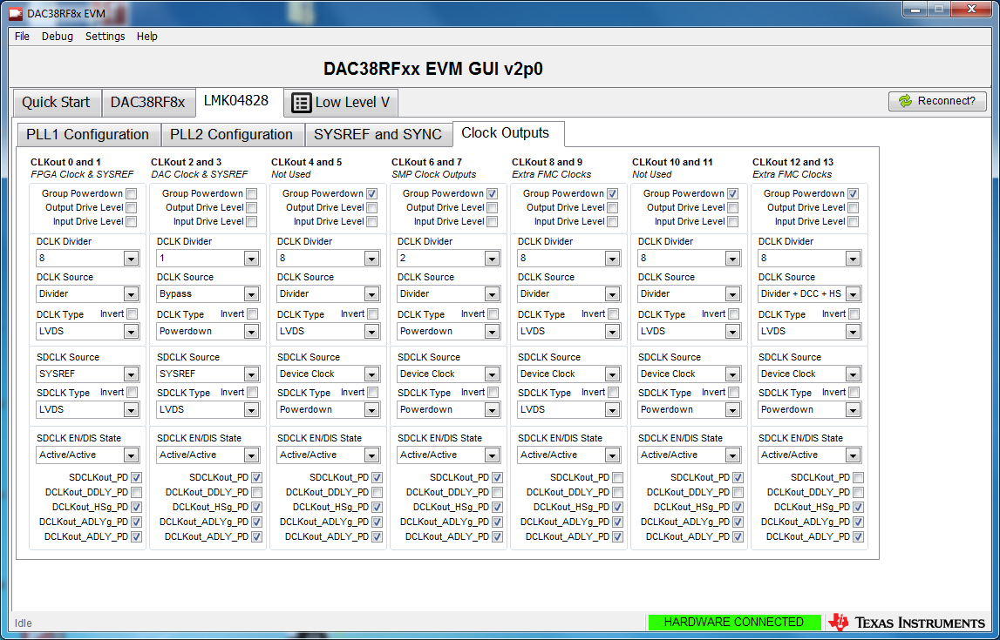 DAC38RF8x EVM
File Debug Settings Help
DAC38RFxx EVM GUI v2p0
Quick Start DAC38RF8x LMK04828 Low Level V Reconnect?
PLL1 Configuration PLL2 Configuration SYSREF and SYNC Clock Outputs
CLKout 0 and 1 CLKout 2 and 3 CLKout 4 and 5 CLKout 6 and 7 CLKout 8 and 9 CLKout 10 and 11 CLKout 12 and 13
FPGA Clock & SYSREF DAC Clock & SYSREF Not Used SMP Clock Outputs Extra FMC Clocks Not Used Extra FMC Clocks
Group Powerdown Group Powerdown Group Powerdown Group Powerdown Group Powerdown Group Powerdown Group Powerdown
Output Drive Level Output Drive Level Output Drive Level Output Drive Level Output Drive Level Output Drive Level Output Drive Level
Input Drive Level Input Drive Level Input Drive Level Input Drive Level Input Drive Level Input Drive Level Input Drive Level
DCLK Divider DCLK Divider DCLK Divider DCLK Divider DCLK Divider DCLK Divider DCLK Divider
8 1 8 2 8 8 8
DCLK Source DCLK Source DCLK Source DCLK Source DCLK Source DCLK Source DCLK Source
Divider Bypass Divider Divider Divider Divider Divider + DCC + HS
DCLK Type Invert DCLK Type Invert DCLK Type Invert DCLK Type Invert DCLK Type Invert DCLK Type Invert DCLK Type Invert
LVDS Powerdown LVDS Powerdown LVDS LVDS LVDS
SDCLK Source SDCLK Source SDCLK Source SDCLK Source SDCLK Source SDCLK Source SDCLK Source
SYSREF SYSREF Device Clock Device Clock Device Clock Device Clock Device Clock
SDCLK Type Invert SDCLK Type Invert SDCLK Type Invert SDCLK Type Invert SDCLK Type Invert SDCLK Type Invert SDCLK Type Invert
LVDS LVDS Powerdown Powerdown LVDS Powerdown Powerdown
SDCLK EN/DIS State SDCLK EN/DIS State SDCLK EN/DIS State SDCLK EN/DIS State SDCLK EN/DIS State SDCLK EN/DIS State SDCLK EN/DIS State
Active/Active Active/Active Active/Active Active/Active Active/Active Active/Active Active/Active
SDCLKout_PD SDCLKout_PD SDCLKout_PD SDCLKout_PD SDCLKout_PD SDCLKout_PD SDCLKout_PD
DCLKout_DDLY_PD DCLKout_DDLY_PD DCLKout_DDLY_PD DCLKout_DDLY_PD DCLKout_DDLY_PD DCLKout_DDLY_PD DCLKout_DDLY_PD
DCLKout_HSg_PD DCLKout_HSg_PD DCLKout_HSg_PD DCLKout_HSg_PD DCLKout_HSg_PD DCLKout_HSg_PD DCLKout_HSg_PD
DCLKout_ADLYg_PD DCLKout_ADLYg_PD DCLKout_ADLYg_PD DCLKout_ADLYg_PD DCLKout_ADLYg_PD DCLKout_ADLYg_PD DCLKout_ADLYg_PD
DCLKout_ADLY_PD DCLKout_ADLY_PD DCLKout_ADLY_PD DCLKout_ADLY_PD DCLKout_ADLY_PD DCLKout_ADLY_PD DCLKout_ADLY_PD
Idle HARDWARE CONNECTED TEXAS INSTRUMENTS